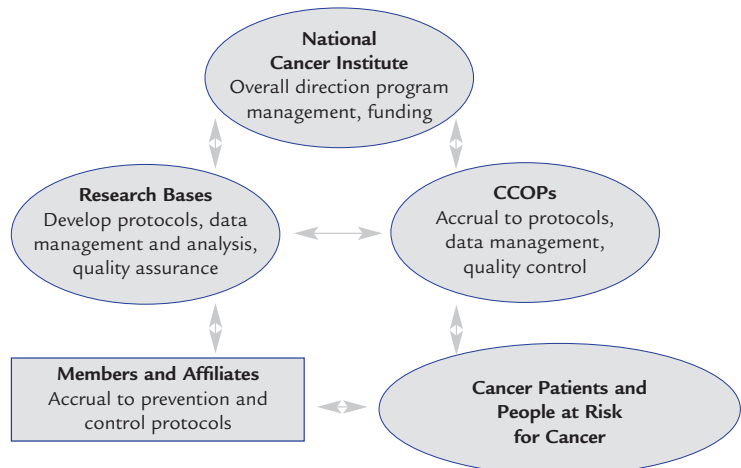 National
Cancer Institute
Overall direction program
management, funding
Research Bases
Develop protocols, data
management and analysis,
quality assurance
CCOPs
Accrual to protocols,
data management,
quality control
Members and Affiliates
Accrual to prevention and
control protocols
Cancer Patients and
People at Risk
for Cancer